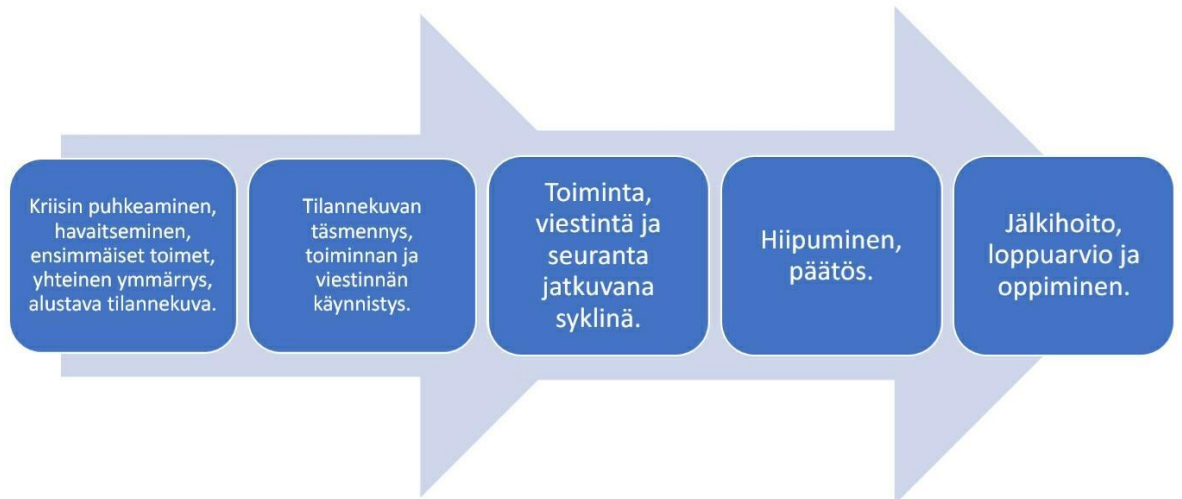 Kriisin puhkeaminen,
havaitseminen,
ensimmäiset toimet,
yhteinen ymmärrys,
alustava tilannekuva.
Tilannekuvan
täsmennys,
toiminnan ja
viestinnän
käynnistys.
Toiminta,
viestintä ja
seuranta
jatkuvana
syklinä.
Hiipuminen,
päätös.
Jälkihoito,
loppuarvio ja
oppiminen.